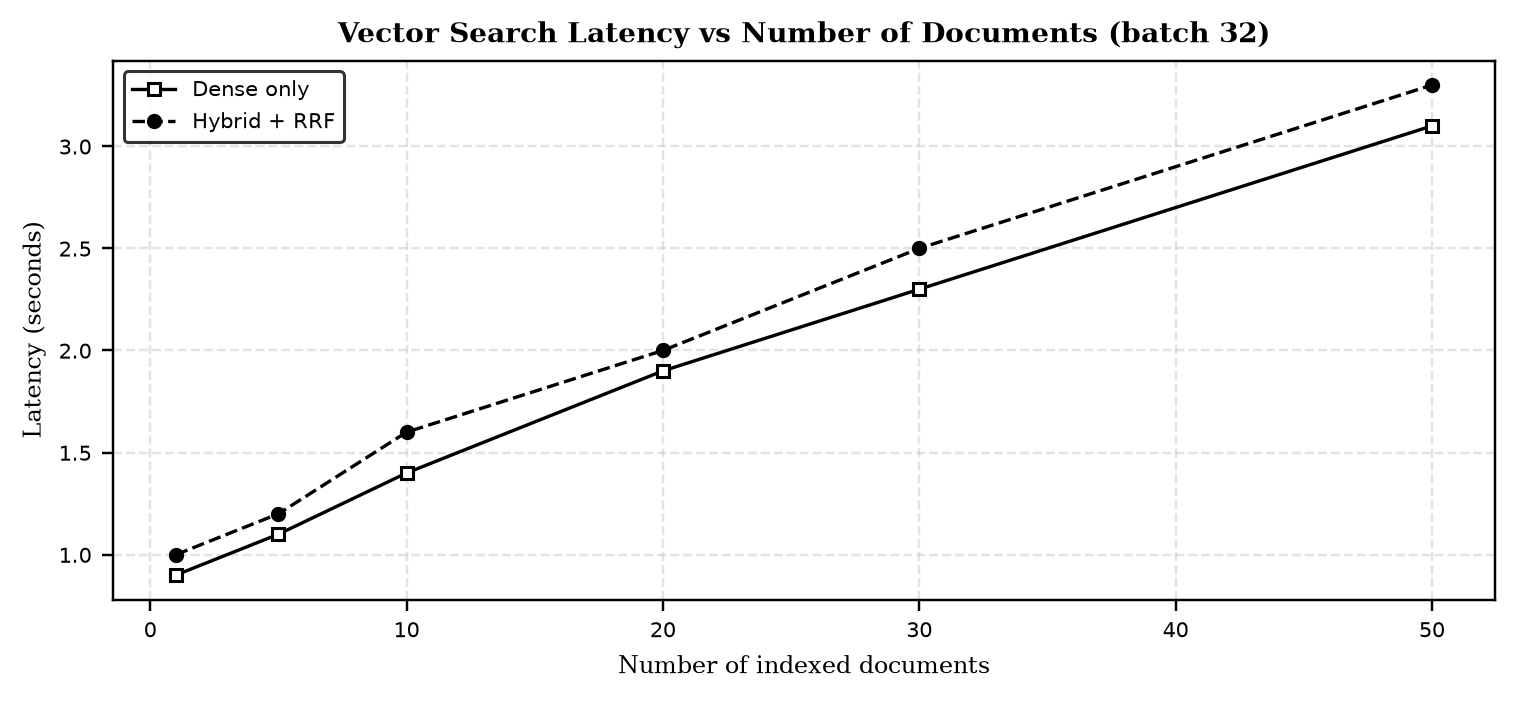 Vector Search Latency vs Number of Documents (batch 32)
Dense only
Hybrid + RRF
Latency (seconds)
3.0
2.5
2.0
1.5
1.0
0 10 20 30 40 50
Number of indexed documents